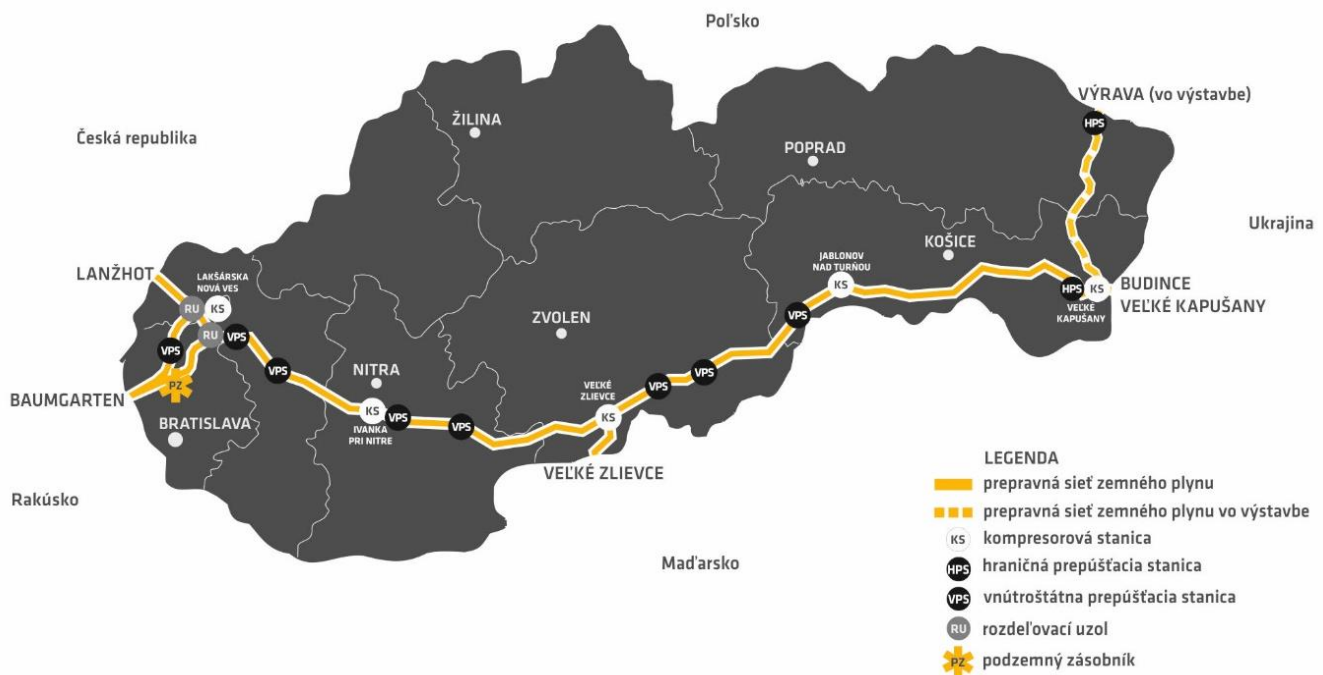 Poľsko
VÝRAVA (vo výstavbe)
HPS
ŽILINA
Česká republika
POPRAD
Ukrajina
KOŠICE
JABLONOV
NAD TURŇOU
KS
LANŽHOT
LAKŠÁRSKA
NOVÁ VES
RU
KS
HPS
KS
VEĽKÉ
KAPUŠANY
BUDINCE
VEĽKÉ KAPUŠANY
RU
VPS
VPS
ZVOLEN
VPS
VPS
NITRA
VPS
VPS
PZ
BAUMGARTEN
BRATISLAVA
KS
IVANKA
PRI NITRE
VPS
VPS
VEĽKÉ
ZLIEVCE
KS
VPS
VEĽKÉ ZLIEVCE
Rakúsko
Maďarsko
LEGENDA
prepravná sieť zemného plynu
prepravná sieť zemného plynu vo výstavbe
KS kompresorová stanica
HPS hraničná prepúšťacia stanica
VPS vnútroštátna prepúšťacia stanica
RU rozdeľovací uzol
PZ podzemný zásobník